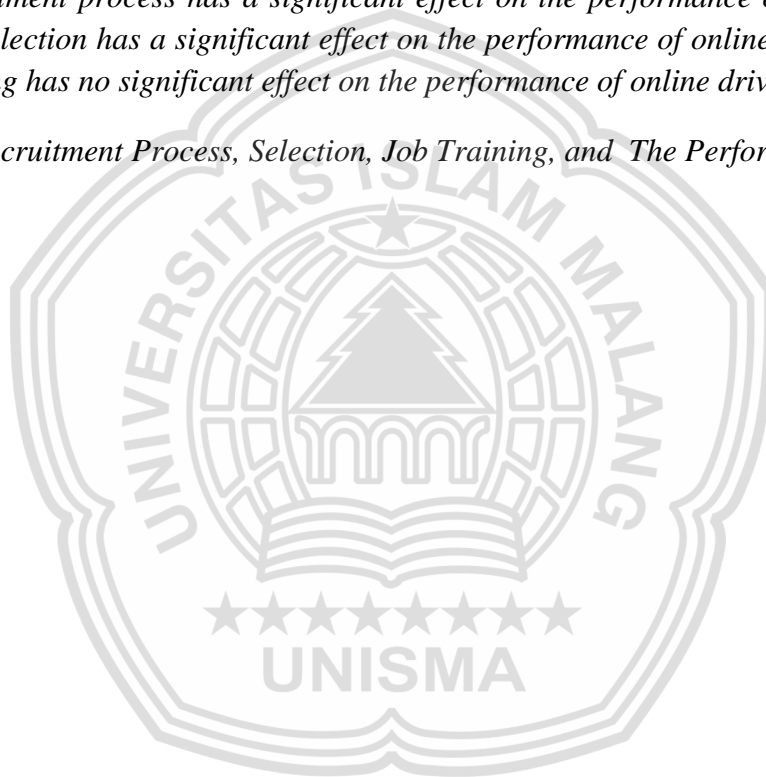 ment process has a significant effect on the performance
lection has a significant effect on the performance of online
g has no significant effect on the performance of online driv
cruitment Process, Selection, Job Training, and The Perfor
UNIVERSITAS ISLAM MALANG
UNISMA